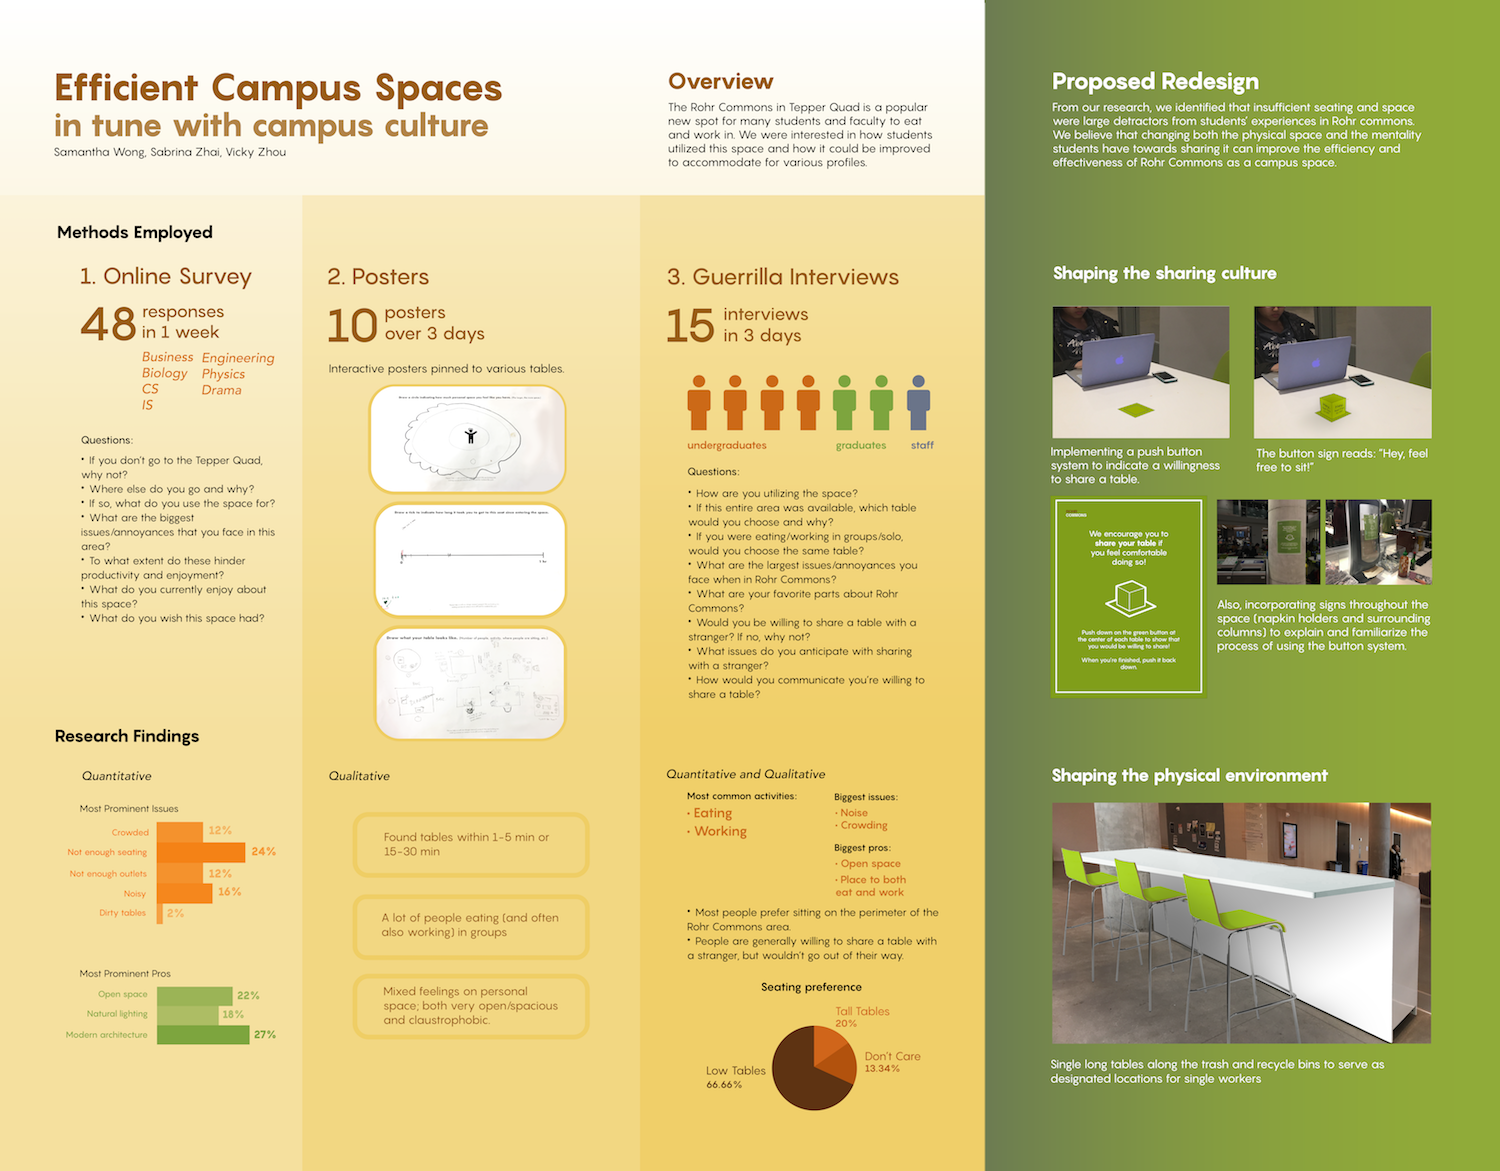 Efficient Campus Spaces
in tune with campus culture
Samantha Wong, Sabrina Zhai, Vicky Zhou
Overview
The Rohr Commons in Tepper Quad is a popular
new spot for many students and faculty to eat
and work in. We were interested in how students
utilized this space and how it could be improved
to accommodate for various profiles.
Methods Employed
1. Online Survey
48 responses
in 1 week
Business Engineering
Biology Physics
CS Drama
IS
Questions:
• If you don't go to the Tepper Quad,
why not?
• Where else do you go and why?
• If so, what do you use the space for?
• What are the biggest
issues/annoyances that you face in this
area?
• To what extent do these hinder
productivity and enjoyment?
• What do you currently enjoy about
this space?
• What do you wish this space had?
2. Posters
10 posters
over 3 days
Interactive posters pinned to various tables.
Draw what your table looks like.
3. Guerrilla Interviews
15 interviews
in 3 days
undergraduates graduates staff
Questions:
• How are you utilizing the space?
• If this entire area was available, which table
would you choose and why?
• If you were eating/working in groups/solo,
would you choose the same table?
• What are the largest issues/annoyances you
face when in Rohr Commons?
• What are your favorite parts about Rohr
Commons?
• Would you be willing to share a table with a
stranger? If no, why not?
• What issues do you anticipate with sharing
with a stranger?
• How would you communicate you're willing to
share a table?
Research Findings
Quantitative
Most Prominent Issues
Crowded 12%
Not enough seating 24%
Not enough outlets 12%
Noisy 16%
Dirty tables 2%
Most Prominent Pros
Open space 22%
Natural lighting 18%
Modern architecture 27%
Qualitative
Found tables within 1-5 min or
15-30 min
A lot of people eating (and often
also working) in groups
Mixed feelings on personal
space; both very open/spacious
and claustrophobic.
Quantitative and Qualitative
Most common activities:
• Eating
• Working
Biggest issues:
• Noise
• Crowding
Biggest pros:
• Open space
• Place to both
eat and work
• Most people prefer sitting on the perimeter of the
Rohr Commons area.
• People are generally willing to share a table with
a stranger, but wouldn't go out of their way.
Seating preference
Tall Tables
20%
Don't Care
13.34%
Low Tables
66.66%
Proposed Redesign
From our research, we identified that insufficient seating and space
were large detractors from students' experiences in Rohr commons.
We believe that changing both the physical space and the mentality
students have towards sharing it can improve the efficiency and
effectiveness of Rohr Commons as a campus space.
Shaping the sharing culture
Implementing a push button
system to indicate a willingness
to share a table.
The button sign reads: "Hey, feel
free to sit!"
COMMONS
We encourage you to
share your table if
you feel comfortable
doing so!
Push down on the green button at
the center of each table to show that
you would be willing to share!
When you're finished, push it back
down.
Also, incorporating signs throughout the
space (napkin holders and surrounding
columns) to explain and familiarize the
process of using the button system.
Shaping the physical environment
Single long tables along the trash and recycle bins to serve as
designated locations for single workers